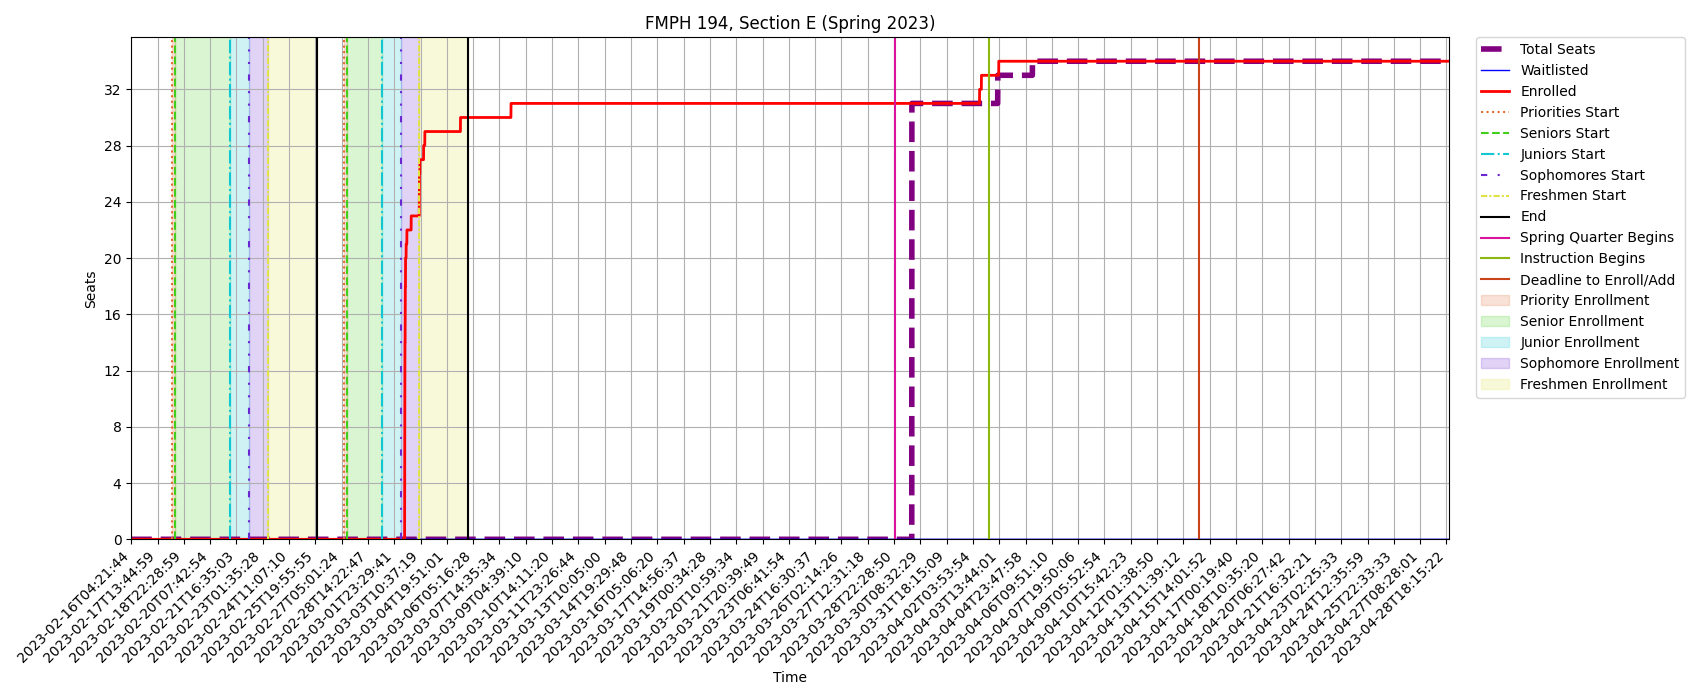 FMPH 194, Section E (Spring 2023)
Seats
32
28
24
20
16
12
8
4
0
2023-02-16T04:21:44
2023-02-17T13:44:59
2023-02-18T22:28:59
2023-02-20T07:42:54
2023-02-21T16:35:03
2023-02-23T01:35:28
2023-02-24T11:07:10
2023-02-25T19:55:55
2023-02-27T05:01:24
2023-02-28T14:22:47
2023-03-01T23:29:41
2023-03-03T10:37:19
2023-03-04T19:51:01
2023-03-06T05:16:28
2023-03-07T14:35:34
2023-03-09T04:39:10
2023-03-10T14:11:20
2023-03-11T23:26:44
2023-03-13T10:05:00
2023-03-14T19:29:48
2023-03-16T05:06:20
2023-03-17T14:56:37
2023-03-19T00:34:28
2023-03-20T10:59:34
2023-03-21T20:39:49
2023-03-23T06:41:54
2023-03-24T16:30:37
2023-03-26T02:14:26
2023-03-27T12:31:18
2023-03-28T22:28:50
2023-03-30T08:32:29
2023-03-31T18:15:09
2023-04-02T03:53:54
2023-04-03T13:44:01
2023-04-04T23:47:58
2023-04-06T09:51:10
2023-04-07T19:50:06
2023-04-09T05:52:54
2023-04-10T15:42:23
2023-04-12T01:38:50
2023-04-13T11:39:12
2023-04-15T14:01:52
2023-04-17T00:19:40
2023-04-18T10:35:20
2023-04-20T06:27:42
2023-04-21T16:32:21
2023-04-23T02:25:33
2023-04-24T12:35:59
2023-04-25T22:33:33
2023-04-27T08:28:01
2023-04-28T18:15:22
Time
Total Seats
Waitlisted
Enrolled
Priorities Start
Seniors Start
Juniors Start
Sophomores Start
Freshmen Start
End
Spring Quarter Begins
Instruction Begins
Deadline to Enroll/Add
Priority Enrollment
Senior Enrollment
Junior Enrollment
Sophomore Enrollment
Freshmen Enrollment